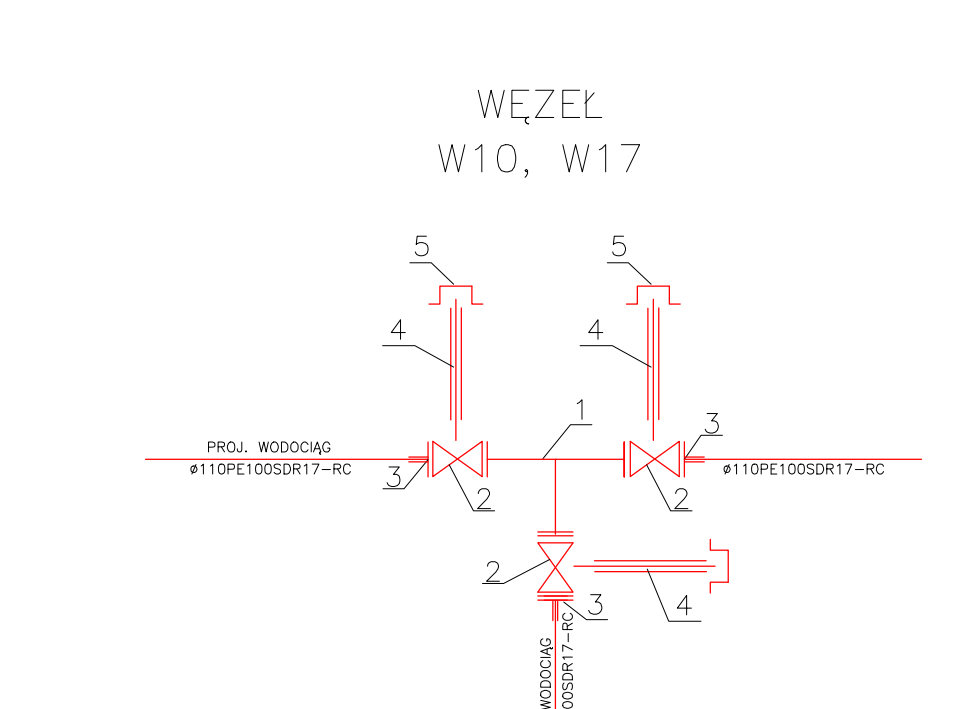 WĘZEŁ
W10, W17
5
5
4
4
1
3
PROJ. WODOCIĄG
ø110PE100SDR17-RC
3
2
2
ø110PE100SDR17-RC
2
3
4
WODOCIĄG
00SDR17-RC